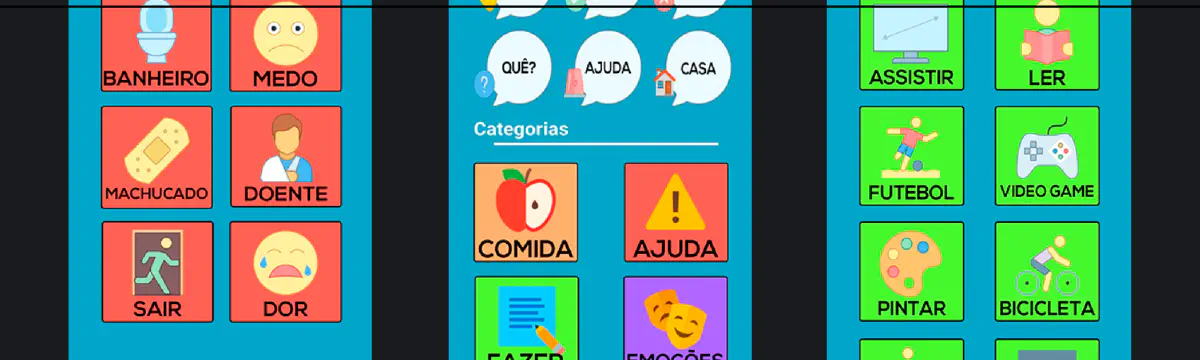 BANHEIRO
MEDO
MACHUCADO
DOENTE
SAIR
DOR
QUÊ?
AJUDA
CASA
Categorias
COMIDA
AJUDA
FAZER
EMOÇÕES
ASSISTIR
LER
FUTEBOL
VIDEO GAME
PINTAR
BICICLETA